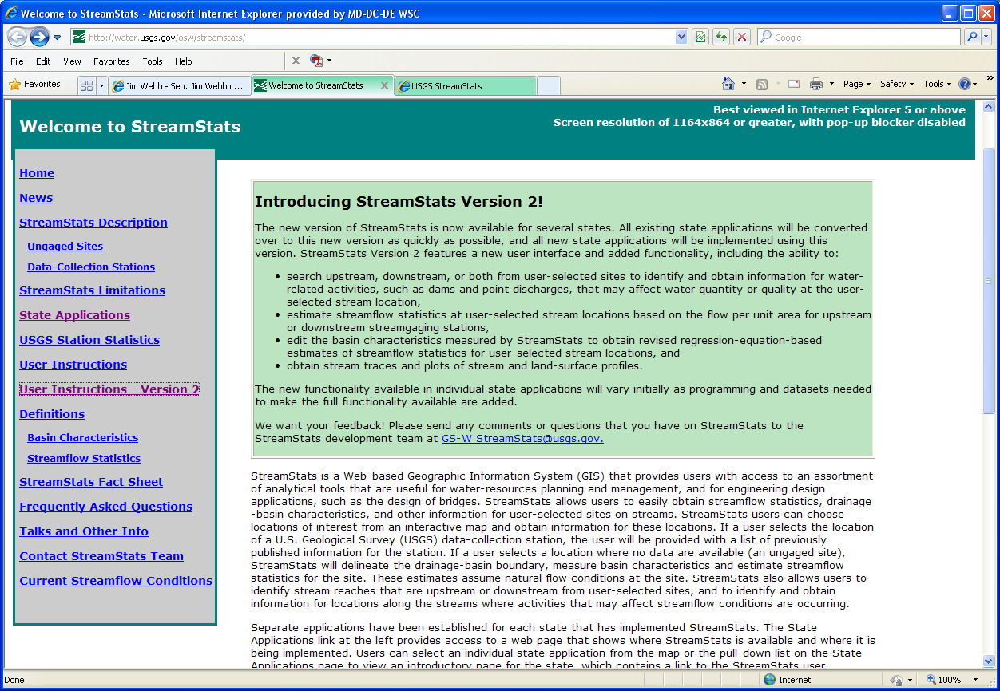 Welcome to StreamStats - Microsoft Internet Explorer provided by MD-DC-DE WSC
http://water.usgs.gov/osw/streamstats/
Google
File Edit View Favorites Tools Help
Favorites
Jim Webb - Sen. Jim Webb c...
Welcome to StreamStats
USGS StreamStats
Page Safety Tools
Welcome to StreamStats
Best viewed in Internet Explorer 5 or above
Screen resolution of 1164x864 or greater, with pop-up blocker disabled
Home
News
StreamStats Description
Ungaged Sites
Data-Collection Stations
StreamStats Limitations
State Applications
USGS Station Statistics
User Instructions
User Instructions - Version 2
Definitions
Basin Characteristics
Streamflow Statistics
StreamStats Fact Sheet
Frequently Asked Questions
Talks and Other Info
Contact StreamStats Team
Current Streamflow Conditions
Introducing StreamStats Version 2!
The new version of StreamStats is now available for several states. All existing state applications will be converted
over to this new version as quickly as possible, and all new state applications will be implemented using this
version. StreamStats Version 2 features a new user interface and added functionality, including the ability to:
• search upstream, downstream, or both from user-selected sites to identify and obtain information for water-
related activities, such as dams and point discharges, that may affect water quantity or quality at the user-
selected stream location,
• estimate streamflow statistics at user-selected stream locations based on the flow per unit area for upstream
or downstream streamgaging stations,
• edit the basin characteristics measured by StreamStats to obtain revised regression-equation-based
estimates of streamflow statistics for user-selected stream locations, and
• obtain stream traces and plots of stream and land-surface profiles.
The new functionality available in individual state applications will vary initially as programming and datasets needed
to make the full functionality available are added.
We want your feedback! Please send any comments or questions that you have on StreamStats to the
StreamStats development team at GS-W StreamStats@usgs.gov.
StreamStats is a Web-based Geographic Information System (GIS) that provides users with access to an assortment
of analytical tools that are useful for water-resources planning and management, and for engineering design
applications, such as the design of bridges. StreamStats allows users to easily obtain streamflow statistics, drainage
-basin characteristics, and other information for user-selected sites on streams. StreamStats users can choose
locations of interest from an interactive map and obtain information for these locations. If a user selects the location
of a U.S. Geological Survey (USGS) data-collection station, the user will be provided with a list of previously
published information for the station. If a user selects a location where no data are available (an ungaged site),
StreamStats will delineate the drainage-basin boundary, measure basin characteristics and estimate streamflow
statistics for the site. These estimates assume natural flow conditions at the site. StreamStats also allows users to
identify stream reaches that are upstream or downstream from user-selected sites, and to identify and obtain
information for locations along the streams where activities that may affect streamflow conditions are occurring.
Separate applications have been established for each state that has implemented StreamStats. The State
Applications link at the left provides access to a web page that shows where StreamStats is available and where it is
being implemented. Users can select an individual state application from the map or the pull-down list on the State
Applications page to view an introductory page for the state, which contains a link to the StreamStats user
Done
Internet
100%